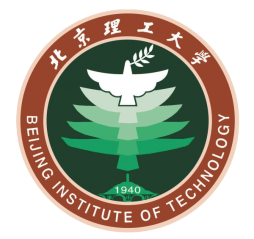 北京理工大学
1940
BEIJING INSTITUTE OF TECHNOLOGY